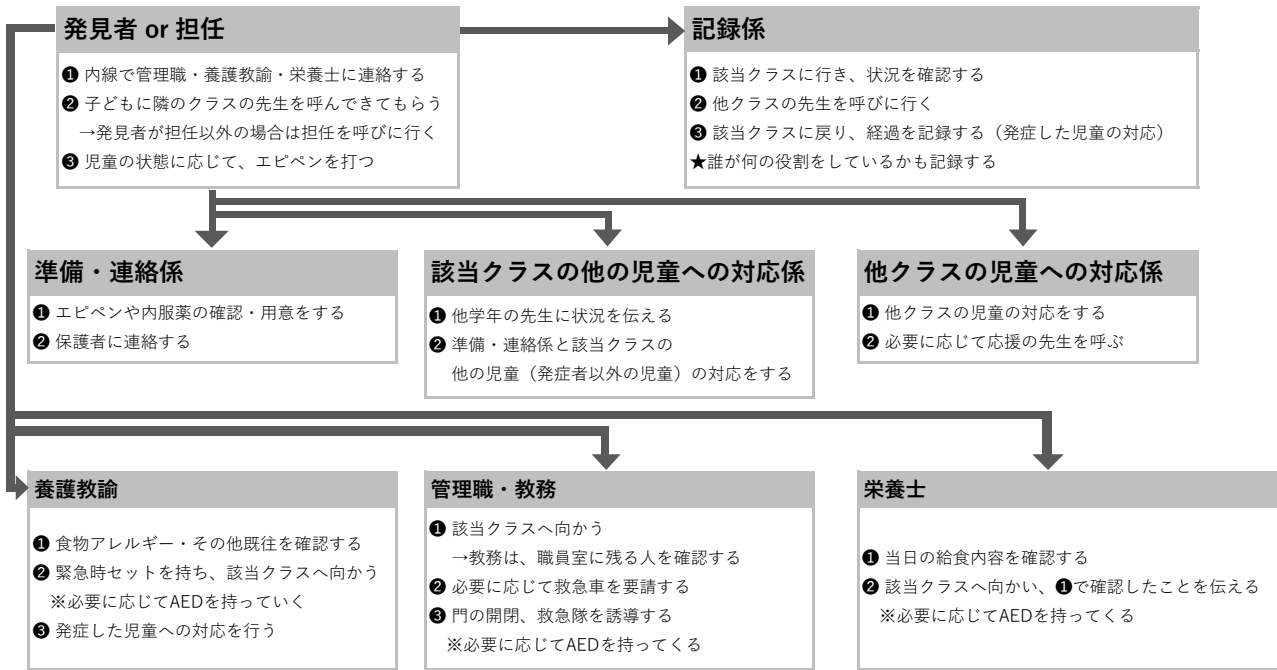 発見者 or 担任
❶ 内線で管理職・養護教諭・栄養士に連絡する
❷ 子どもに隣のクラスの先生を呼んできてもらう
→発見者が担任以外の場合は担任を呼びに行く
❸ 児童の状態に応じて、エピペンを打つ
記録係
❶ 該当クラスに行き、状況を確認する
❷ 他クラスの先生を呼びに行く
❸ 該当クラスに戻り、経過を記録する（発症した児童の対応）
★誰が何の役割をしているかも記録する
準備・連絡係
❶ エピペンや内服薬の確認・用意をする
❷ 保護者に連絡する
該当クラスの他の児童への対応係
❶ 他学年の先生に状況を伝える
❷ 準備・連絡係と該当クラスの
他の児童（発症者以外の児童）の対応をする
他クラスの児童への対応係
❶ 他クラスの児童の対応をする
❷ 必要に応じて応援の先生を呼ぶ
養護教諭
❶ 食物アレルギー・その他既往を確認する
❷ 緊急時セットを持ち、該当クラスへ向かう
※必要に応じてAEDを持っていく
❸ 発症した児童への対応を行う
管理職・教務
❶ 該当クラスへ向かう
→教務は、職員室に残る人を確認する
❷ 必要に応じて救急車を要請する
❸ 門の開閉、救急隊を誘導する
※必要に応じてAEDを持ってくる
栄養士
❶ 当日の給食内容を確認する
❷ 該当クラスへ向かい、❶で確認したことを伝える
※必要に応じてAEDを持ってくる